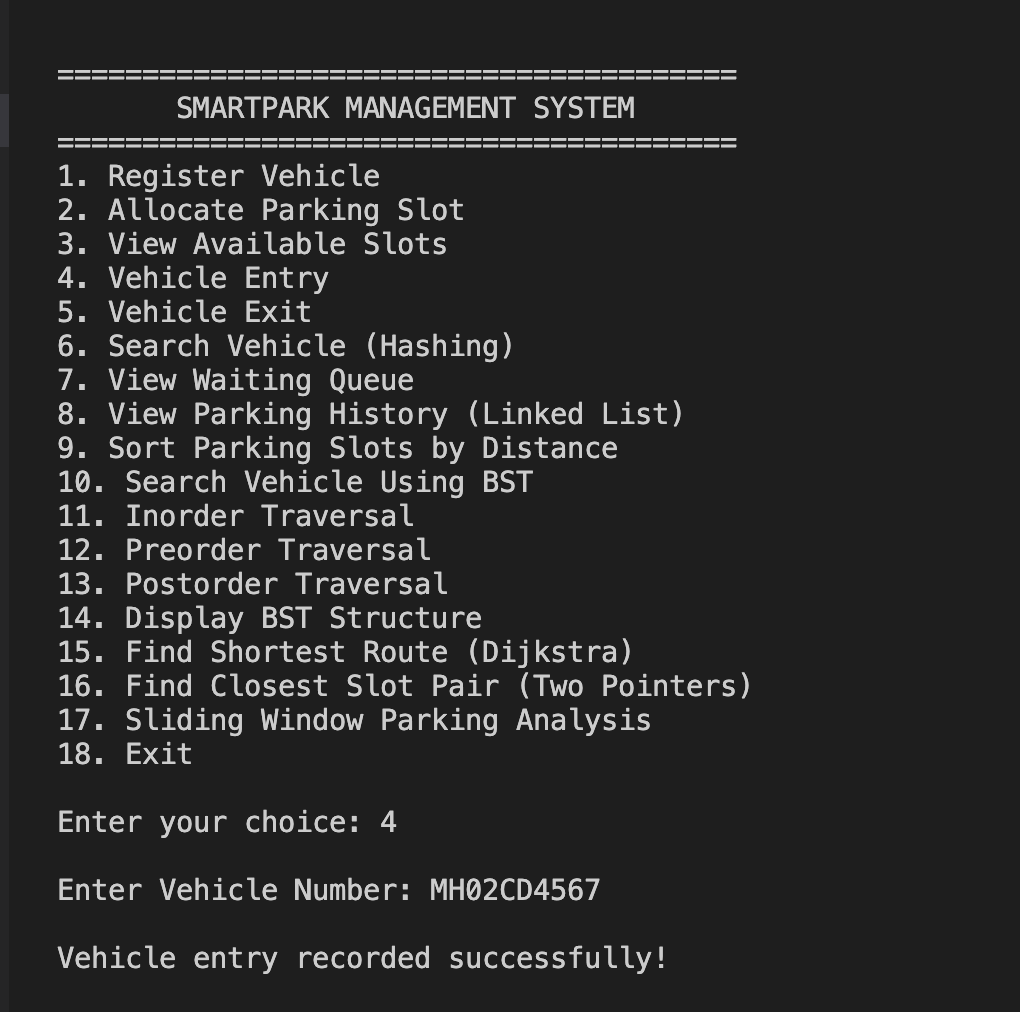 ========================================
SMARTPARK MANAGEMENT SYSTEM
========================================
1. Register Vehicle
2. Allocate Parking Slot
3. View Available Slots
4. Vehicle Entry
5. Vehicle Exit
6. Search Vehicle (Hashing)
7. View Waiting Queue
8. View Parking History (Linked List)
9. Sort Parking Slots by Distance
10. Search Vehicle Using BST
11. Inorder Traversal
12. Preorder Traversal
13. Postorder Traversal
14. Display BST Structure
15. Find Shortest Route (Dijkstra)
16. Find Closest Slot Pair (Two Pointers)
17. Sliding Window Parking Analysis
18. Exit
Enter your choice: 4
Enter Vehicle Number: MH02CD4567
Vehicle entry recorded successfully!